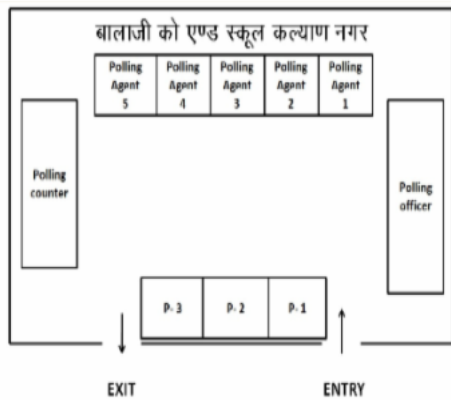 बालाजी को एण्ड स्कूल कल्याण नगर
Polling Agent 5
Polling Agent 4
Polling Agent 3
Polling Agent 2
Polling Agent 1
Polling counter
Polling officer
P- 3
P- 2
P- 1
EXIT
ENTRY